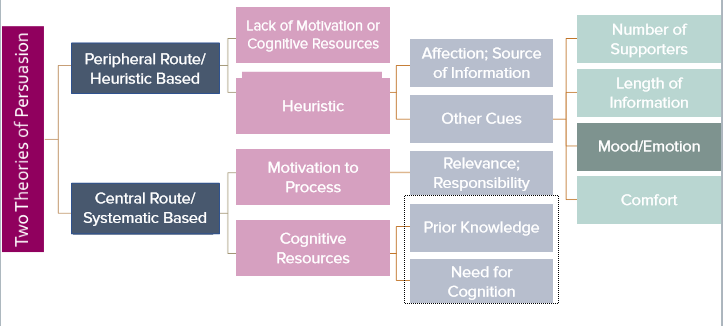 Two Theories of Persuasion
Peripheral Route/
Heuristic Based
Central Route/
Systematic Based
Lack of Motivation or
Cognitive Resources
Heuristic
Motivation to
Process
Cognitive
Resources
Affection; Source
of Information
Other Cues
Relevance;
Responsibility
Prior Knowledge
Need for
Cognition
Number of
Supporters
Length of
Information
Mood/Emotion
Comfort